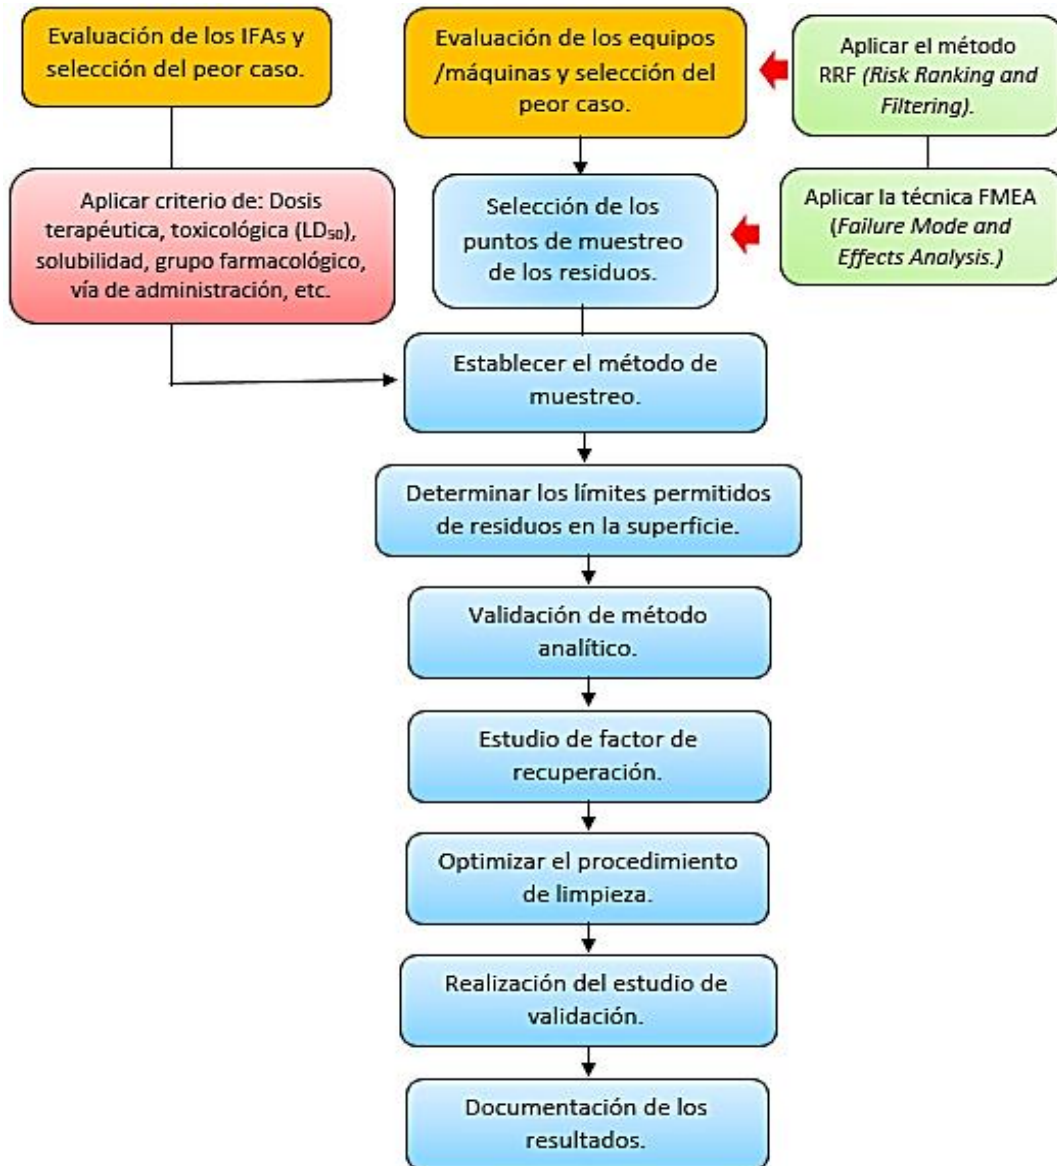 Evaluación de los IFAs y
selección del peor caso.
Evaluación de los equipos
/máquinas y selección del
peor caso.
Aplicar el método
RRF (Risk Ranking and
Filtering).
Aplicar criterio de: Dosis
terapéutica, toxicológica (LD₅₀),
solubilidad, grupo farmacológico,
vía de administración, etc.
Selección de los
puntos de muestreo
de los residuos.
Aplicar la técnica FMEA
(Failure Mode and
Effects Analysis.)
Establecer el método de
muestreo.
Determinar los límites permitidos
de residuos en la superficie.
Validación de método
analítico.
Estudio de factor de
recuperación.
Optimizar el procedimiento
de limpieza.
Realización del estudio de
validación.
Documentación de los
resultados.